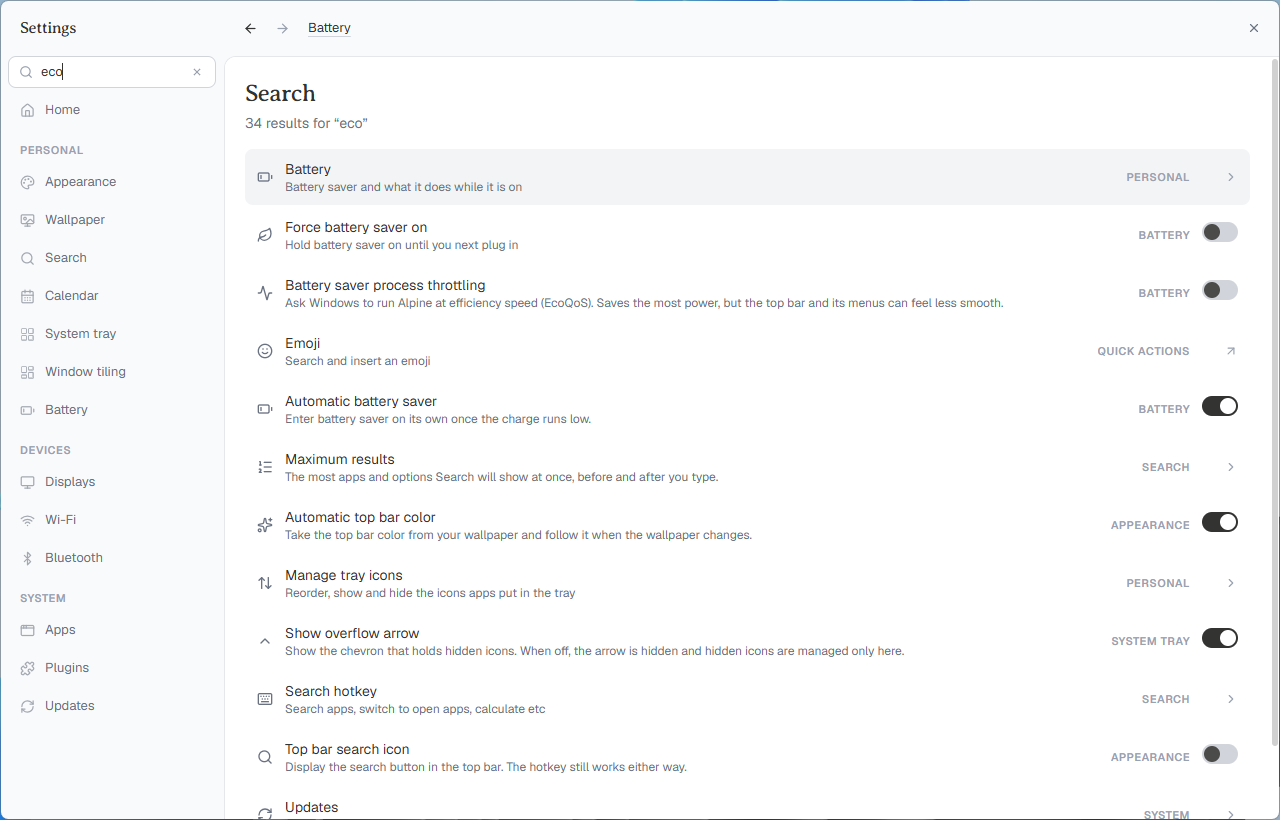 Settings
Battery
eco
Home
PERSONAL
Appearance
Wallpaper
Search
Calendar
System tray
Window tiling
Battery
DEVICES
Displays
Wi-Fi
Bluetooth
SYSTEM
Apps
Plugins
Updates
Search
34 results for “eco”
Battery
Battery saver and what it does while it is on
PERSONAL
Force battery saver on
Hold battery saver on until you next plug in
BATTERY
Battery saver process throttling
Ask Windows to run Alpine at efficiency speed (EcoQoS). Saves the most power, but the top bar and its menus can feel less smooth.
BATTERY
Emoji
Search and insert an emoji
QUICK ACTIONS
Automatic battery saver
Enter battery saver on its own once the charge runs low.
BATTERY
Maximum results
The most apps and options Search will show at once, before and after you type.
SEARCH
Automatic top bar color
Take the top bar color from your wallpaper and follow it when the wallpaper changes.
APPEARANCE
Manage tray icons
Reorder, show and hide the icons apps put in the tray
PERSONAL
Show overflow arrow
Show the chevron that holds hidden icons. When off, the arrow is hidden and hidden icons are managed only here.
SYSTEM TRAY
Search hotkey
Search apps, switch to open apps, calculate etc
SEARCH
Top bar search icon
Display the search button in the top bar. The hotkey still works either way.
APPEARANCE
Updates
SYSTEM